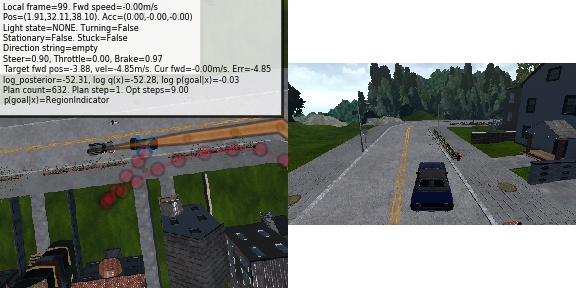 Local frame=99. Fwd speed=-0.00m/s
Pos=(1.91,32.11,38.10). Acc=(0.00,-0.00,-0.00)
Light state=NONE. Turning=False
Stationary=False. Stuck=False
Direction string=empty
Steer=0.90, Throttle=0.00, Brake=0.97
Target fwd pos=-3.88, vel=-4.85m/s. Cur fwd=-0.00m/s. Err=-4.85
log_posterior=-52.31, log q(x)=-52.28, log p(goal|x)=-0.03
Plan count=632. Plan step=1. Opt steps=9.00
p(goal|x)=RegionIndicator